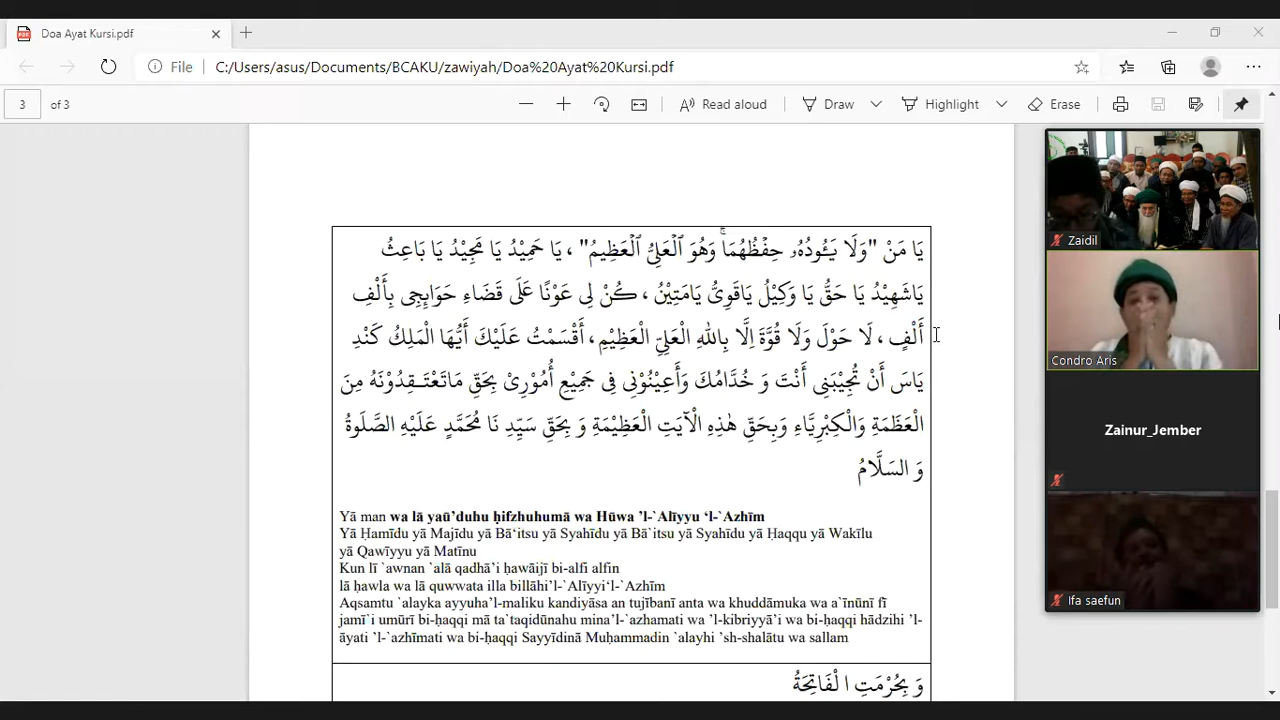 Doa Ayat Kursi.pdf
File C:/Users/asus/Documents/BCAKU/zawiyah/Doa%20Ayat%20Kursi.pdf
3 of 3 Read aloud Draw Highlight Erase
يَا مَنْ "وَلَا يَـُٔودُهُۥ حِفْظُهُمَاۚ وَهُوَ ٱلْعَلِىُّ ٱلْعَظِيمُ" ، يَا حَمِيْدُ يَا مَجِيْدُ يَا بَاعِثُ
يَاشَهِيْدُ يَا حَقُّ يَا وَكِيْلُ يَاقَوِىُّ يَامَتِيْنُ ، كُنْ لِى عَوْنًا عَلَى قَضَاءِ حَوَايِجِى بِأَلْفِ
أَلْفٍ ، لَا حَوْلَ وَلَا قُوَّةَ اِلَّا بِاللهِ الْعَلِىِّ الْعَظِيْمِ ، أَقْسَمْتُ عَلَيْكَ أَيُّهَا الْمَلِكُ كَنْدِ
يَاسَ أَنْ تُجِيْبَنِى أَنْتَ وَ خُدَّامُكَ وَأَعِيْنُوْنِى فِى جَمِيْعِ أُمُوْرِىْ بِحَقِّ مَاتَعْتَـقِـدُوْنَهُ مِنَ
الْعَظَمَةِ وَالْكِبْرِيَّاءِ وَبِحَقِّ هٰذِهِ الْآيَتِ الْعَظِيْمَةِ وَ بِحَقِّ سَيِّدِ نَا مُحَمَّدٍ عَلَيْهِ الصَّلَوةُ
وَ السَلَّامُ
Yā man wa lā yaū’duhu ḥifzhuhumā wa Hūwa ’l-`Alīyyu ‘l-`Azhīm
Yā Ḥamīdu yā Majīdu yā Bā‘itsu yā Syahīdu yā Bā`itsu yā Syahīdu yā Ḥaqqu yā Wakīlu
yā Qawīyyu yā Matīnu
Kun lī `awnan `alā qadhā’i ḥawāijī bi-alfi alfin
lā ḥawla wa lā quwwata illa billāhi’l-`Alīyyi‘l-`Azhīm
Aqsamtu `alayka ayyuha’l-maliku kandiyāsa an tujībanī anta wa khuddāmuka wa a`īnūnī fī
jamī`i umūrī bi-ḥaqqi mā ta`taqidūnahu mina’l-`azhamati wa ’l-kibriyyā’i wa bi-ḥaqqi hādzihi ’l-
āyati ’l-`azhīmati wa bi-ḥaqqi Sayyīdinā Muḥammadin `alayhi ’sh-shalātu wa sallam
وَ بِحُرْمَتِ ا لْفَاتِحَةُ
Zaidil
Condro Aris
Zainur_Jember
Ifa saefun